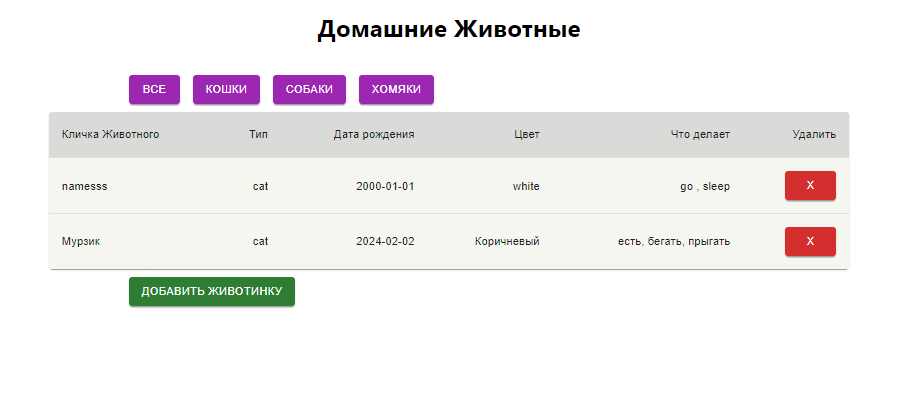 Домашние Животные
ВСЕ КОШКИ СОБАКИ ХОМЯКИ
Кличка Животного Тип Дата рождения Цвет Что делает Удалить
namesss cat 2000-01-01 white go , sleep X
Мурзик cat 2024-02-02 Коричневый есть, бегать, прыгать X
ДОБАВИТЬ ЖИВОТИНКУ